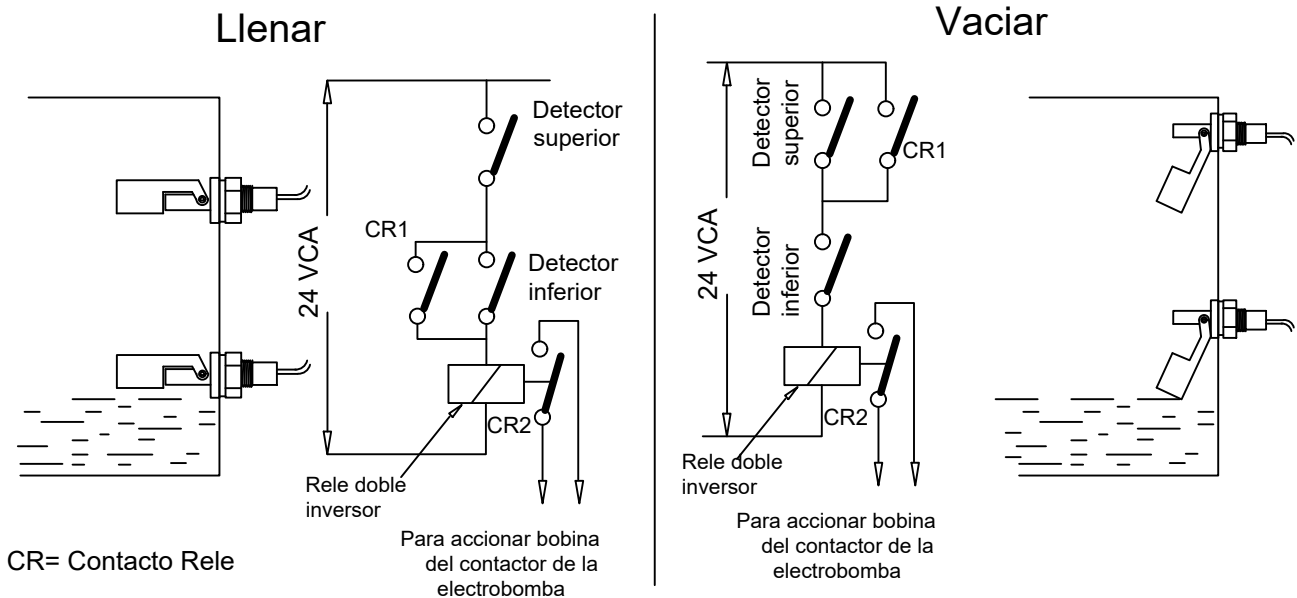 Llenar
Detector
superior
CR1
24 VCA
Detector
inferior
CR2
Rele doble
inversor
Para accionar bobina
del contactor de la
electrobomba
CR= Contacto Rele
Vaciar
Detector
superior
CR1
24 VCA
Detector
inferior
CR2
Rele doble
inversor
Para accionar bobina
del contactor de la
electrobomba